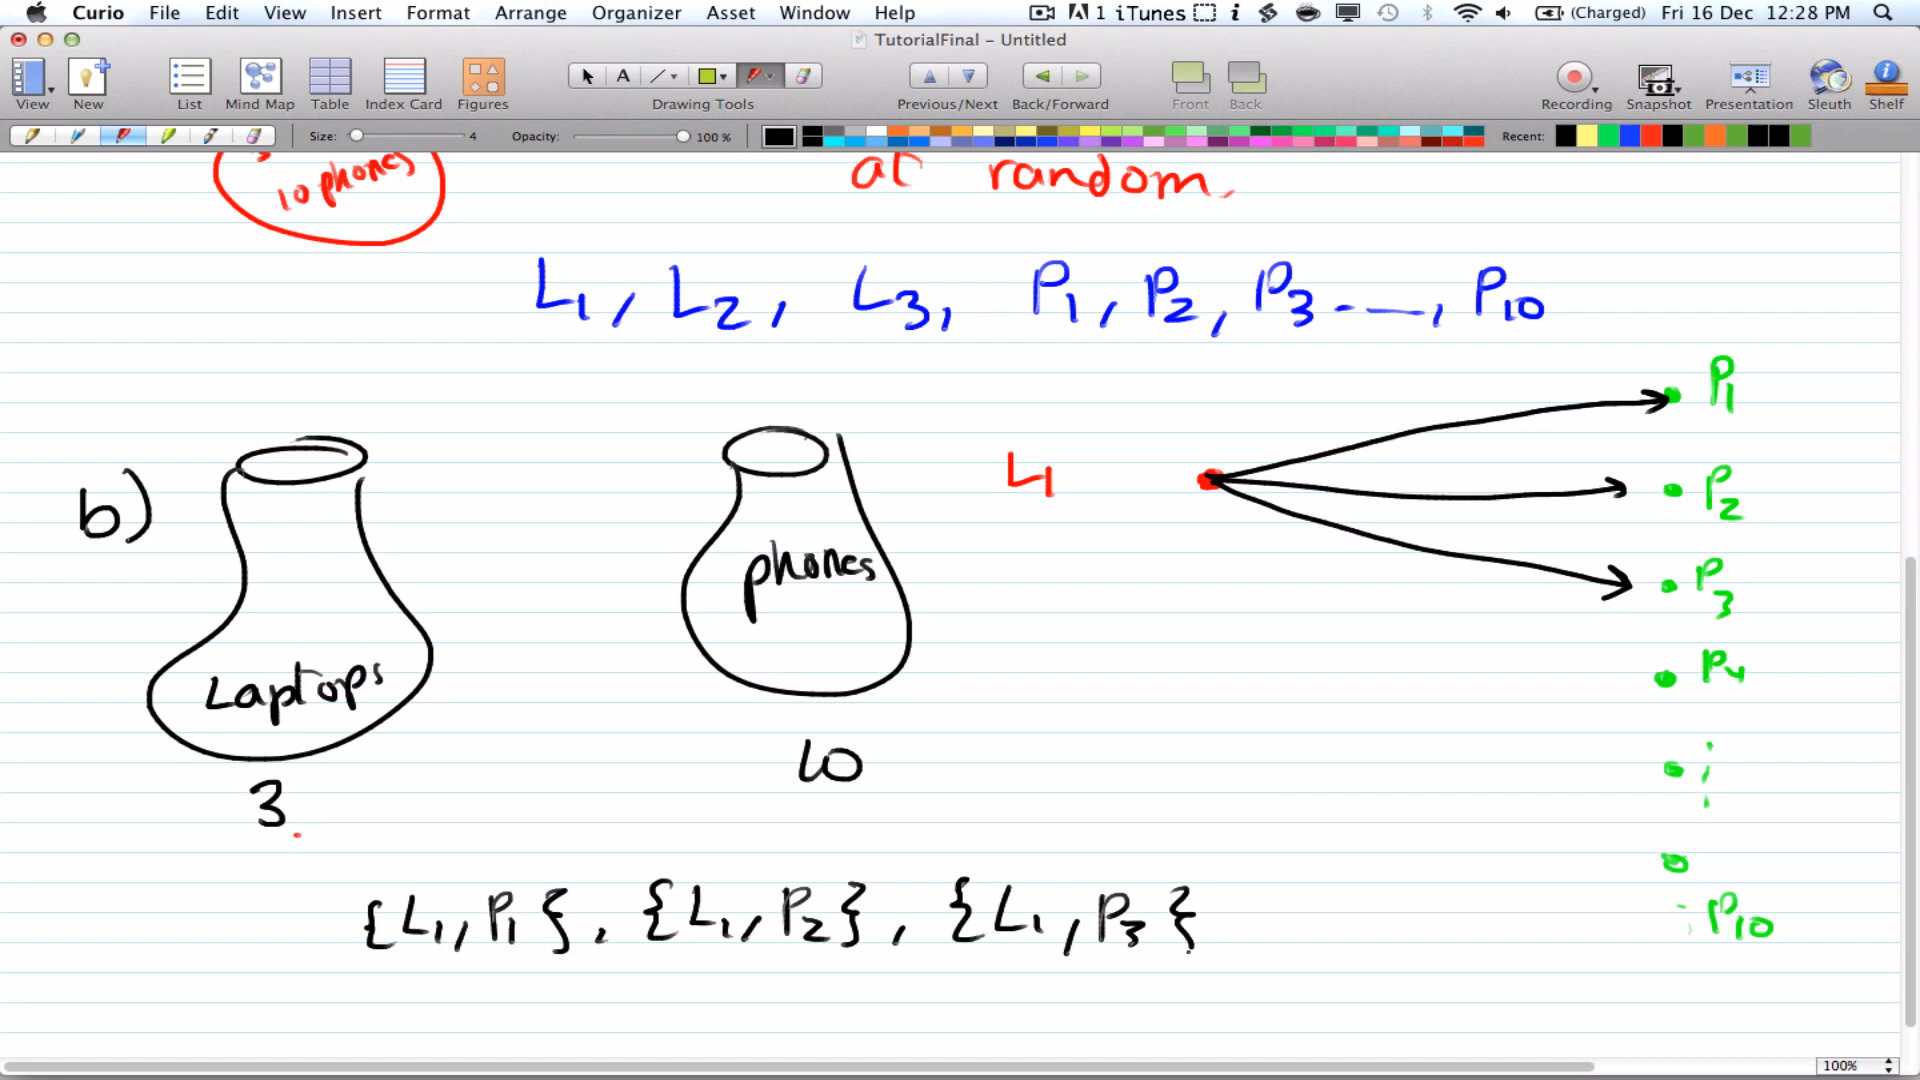 Curio File Edit View Insert Format Arrange Organizer Asset Window Help 1 iTunes (Charged) Fri 16 Dec 12:28 PM
TutorialFinal – Untitled
View New List Mind Map Table Index Card Figures Drawing Tools Previous/Next Back/Forward Front Back Recording Snapshot Presentation Sleuth Shelf
Size: 4 Opacity: 100 % Recent:
10 phones
at random.
L1, L2, L3, P1, P2, P3 - - -, P10
b)
Laptops
3
phones
10
L1
P1
P2
P3
P4
P10
{L1, P1}, {L1, P2}, {L1, P3}
100%